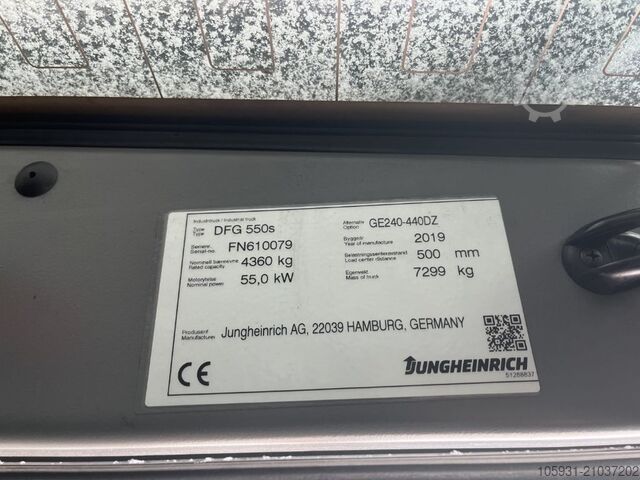 Industritruck / Industrial truck
Type
Type
DFG 550s
Alternativ
Option
GE240-440DZ
Serienr.
Serial-no.
FN610079
Byggeår
Year of manufacture
2019
Nominell bæreevne
Rated capacity
4360 kg
Belastningssenteravstand
Load center distance
500 mm
Motorytelse
Nominal power
55,0 kW
Egenvekt
Mass of truck
7299 kg
Produsent
Manufacturer
Jungheinrich AG, 22039 HAMBURG, GERMANY
CE
JUNGHEINRICH
51288837
105931-21037202